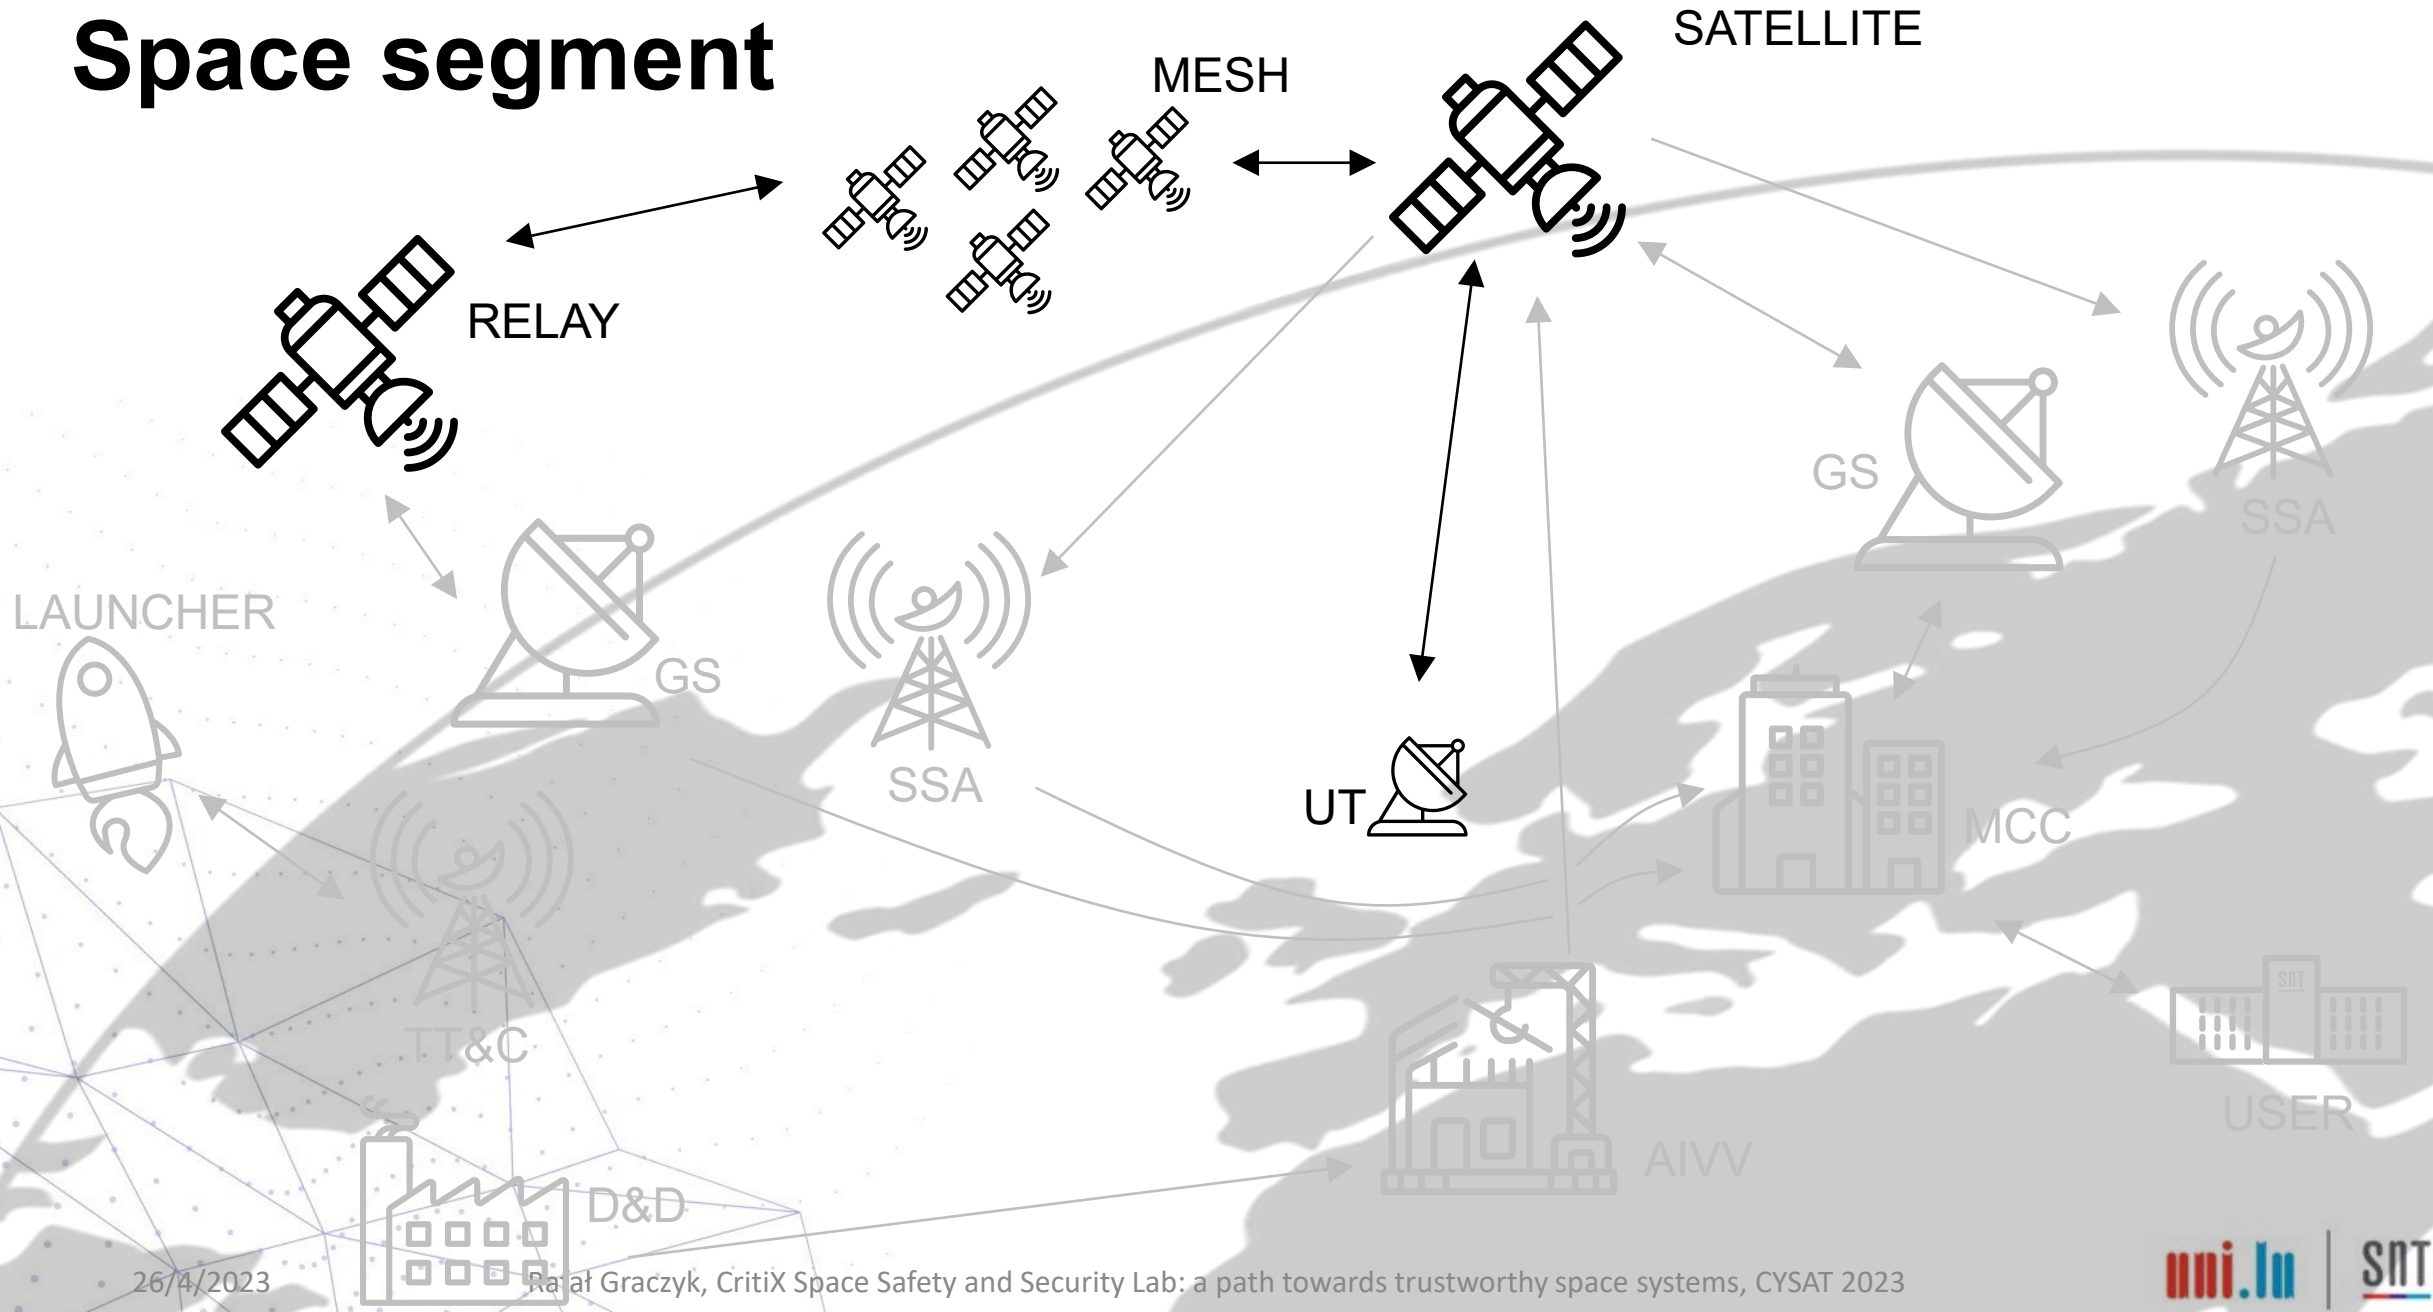 Space segment
SATELLITE
MESH
RELAY
GS
SSA
LAUNCHER
GS
SSA
UT
MCC
TT&C
SNT
USER
AIVV
D&D
26/4/2023
Rafał Graczyk, CritiX Space Safety and Security Lab: a path towards trustworthy space systems, CYSAT 2023
uni.lu
SNT